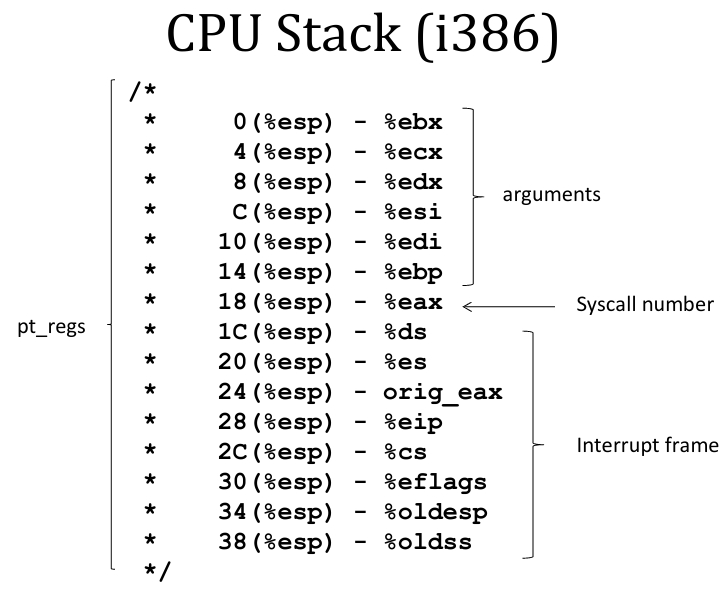 CPU Stack (i386)
/*
* 0(%esp) - %ebx
* 4(%esp) - %ecx
* 8(%esp) - %edx
arguments
* C(%esp) - %esi
* 10(%esp) - %edi
* 14(%esp) - %ebp
* 18(%esp) - %eax
Syscall number
pt_regs
* 1C(%esp) - %ds
* 20(%esp) - %es
* 24(%esp) - orig_eax
* 28(%esp) - %eip
* 2C(%esp) - %cs
Interrupt frame
* 30(%esp) - %eflags
* 34(%esp) - %oldesp
* 38(%esp) - %oldss
*/